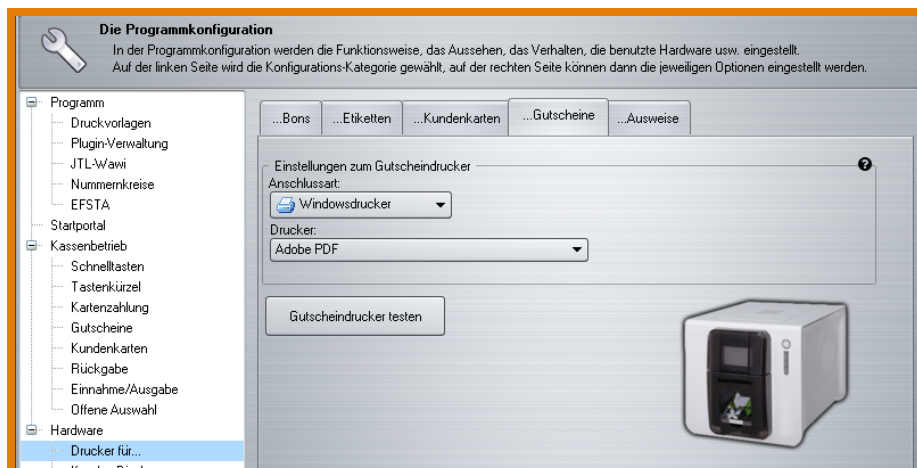 Die Programmkonfiguration
In der Programmkonfiguration werden die Funktionsweise, das Aussehen, das Verhalten, die benutzte Hardware usw. eingestellt.
Auf der linken Seite wird die Konfigurations-Kategorie gewählt, auf der rechten Seite können dann die jeweiligen Optionen eingestellt werden.
Programm
Druckvorlagen
Plugin-Verwaltung
JTL-Wawi
Nummernkreise
EFSTA
Startportal
Kassenbetrieb
Schnelltasten
Tastenkürzel
Kartenzahlung
Gutscheine
Kundenkarten
Rückgabe
Einnahme/Ausgabe
Offene Auswahl
Hardware
Drucker für...
...Bons ...Etiketten ...Kundenkarten ...Gutscheine ...Ausweise
Einstellungen zum Gutscheindrucker
Anschlussart:
Windowsdrucker
Drucker:
Adobe PDF
Gutscheindrucker testen